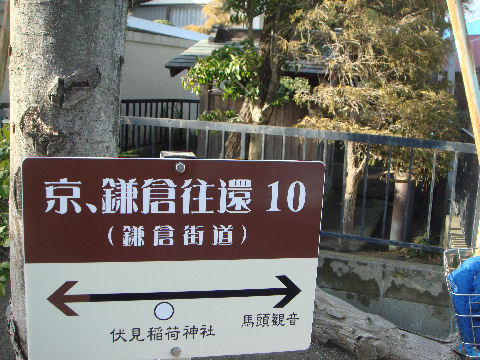 京、鎌倉往還 10
(鎌倉街道)
伏見稲荷神社
馬頭観音